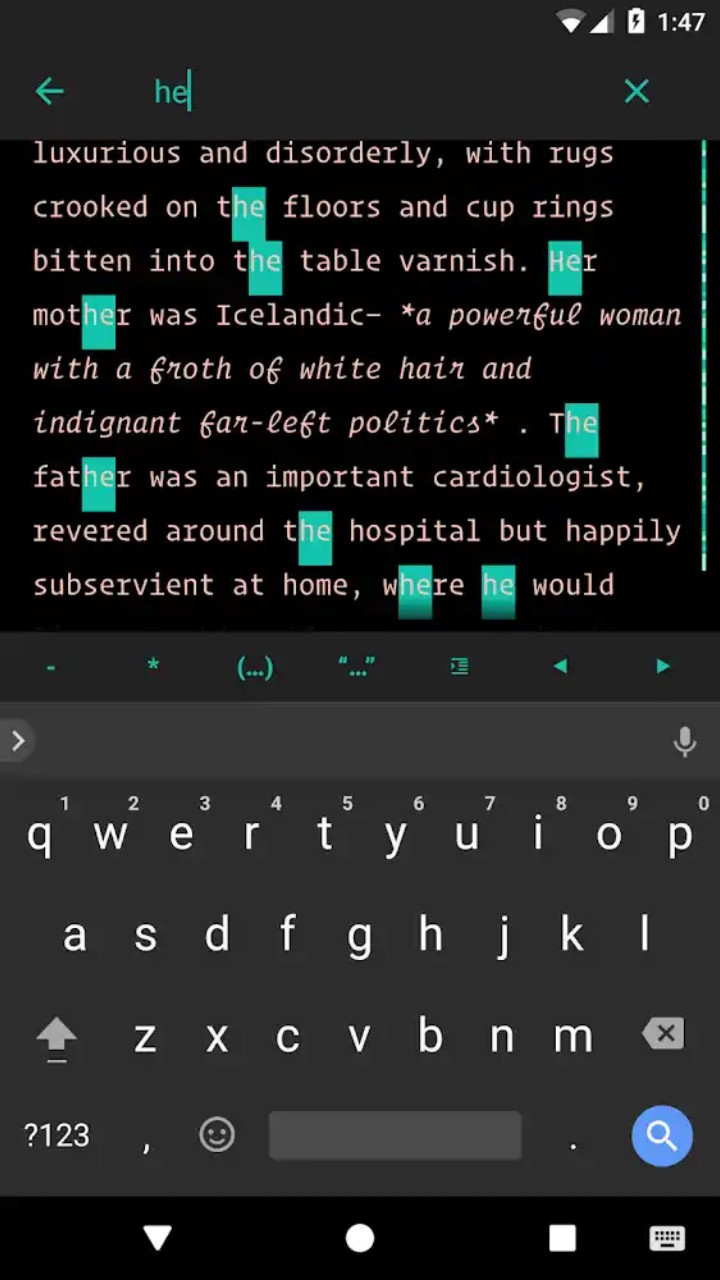 1:47
he
luxurious and disorderly, with rugs
crooked on the floors and cup rings
bitten into the table varnish. Her
mother was Icelandic– *a powerful woman
with a froth of white hair and
indignant far-left politics* . The
father was an important cardiologist,
revered around the hospital but happily
subservient at home, where he would
- * (…) “…”
1 2 3 4 5 6 7 8 9 0
q w e r t y u i o p
a s d f g h j k l
z x c v b n m
?123 , .